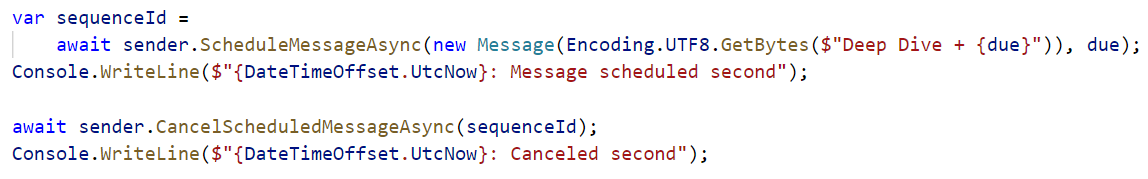 var sequenceId =
    await sender.ScheduleMessageAsync(new Message(Encoding.UTF8.GetBytes($"Deep Dive + {due}")), due);
Console.WriteLine($"{DateTimeOffset.UtcNow}: Message scheduled second");

await sender.CancelScheduledMessageAsync(sequenceId);
Console.WriteLine($"{DateTimeOffset.UtcNow}: Canceled second");